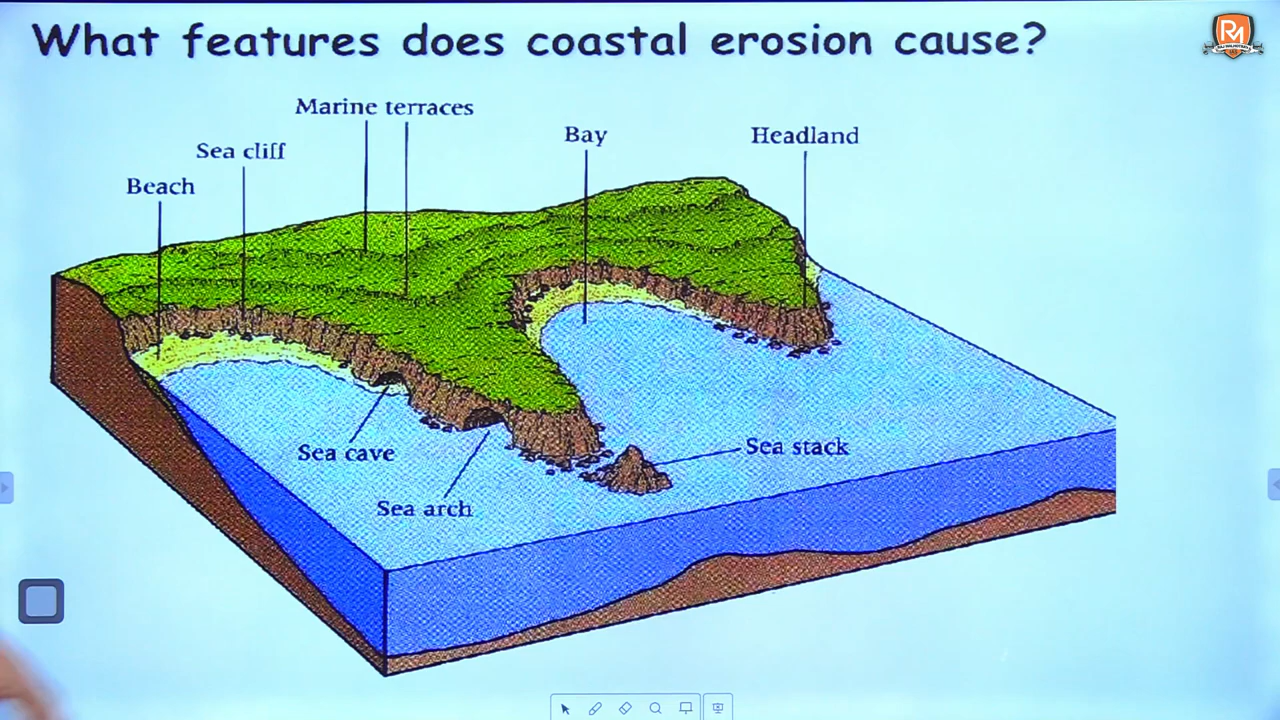 What features does coastal erosion cause?
RM
Marine terraces
Bay
Headland
Sea cliff
Beach
Sea cave
Sea stack
Sea arch